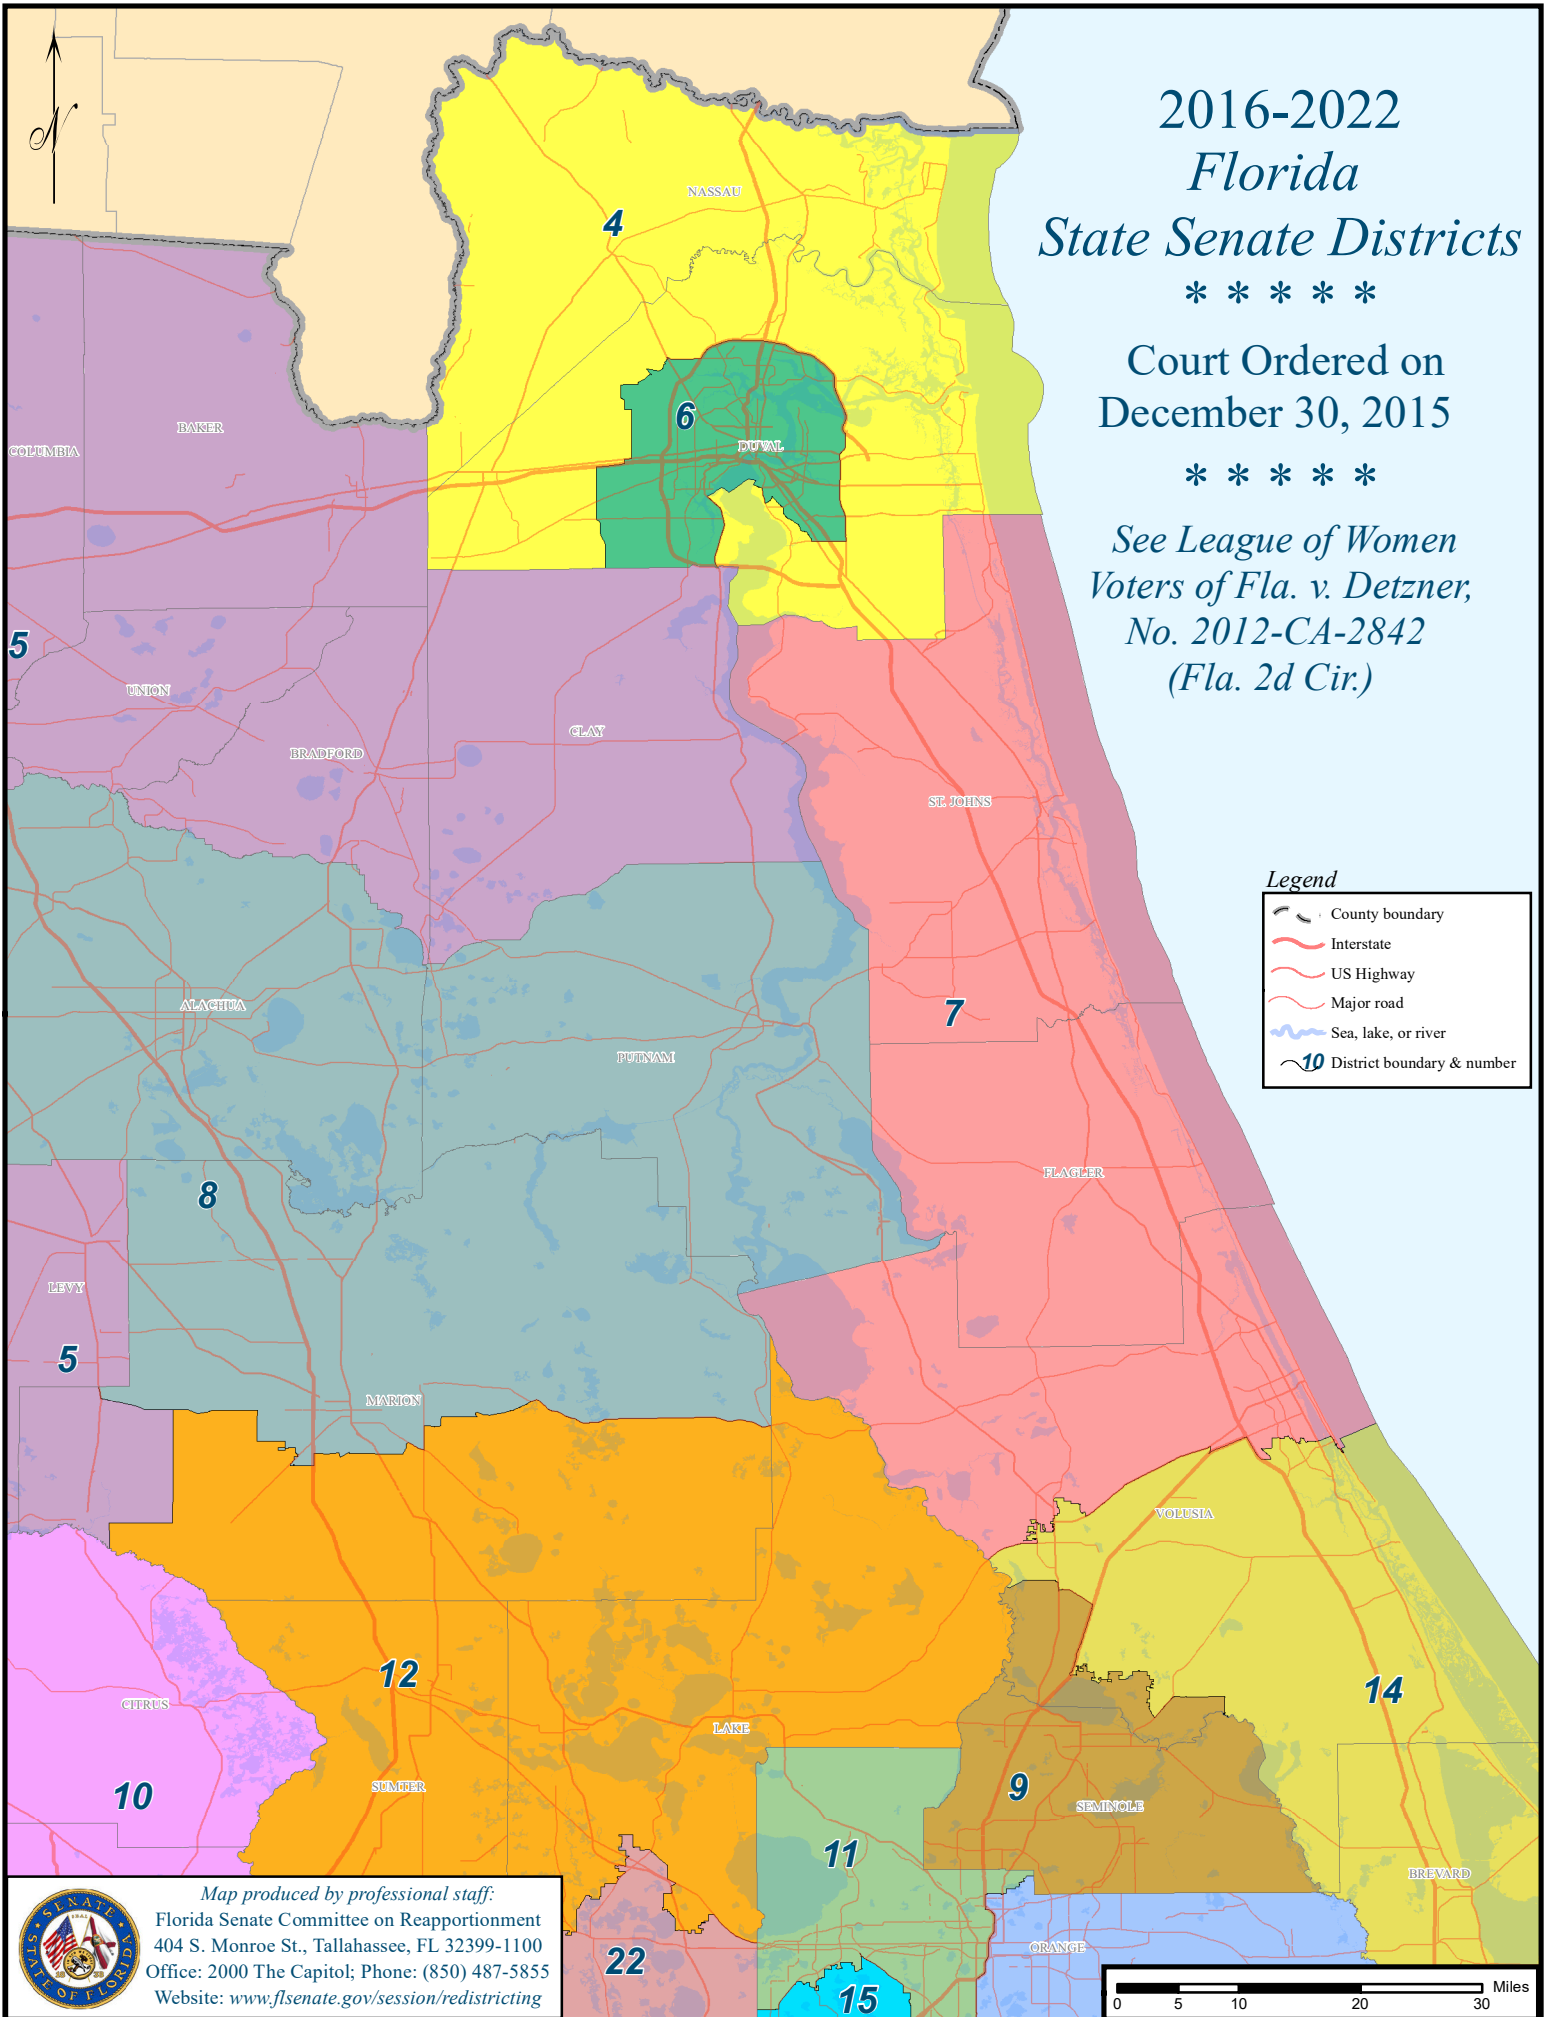 N
2016-2022
Florida
State Senate Districts
* * * * *
Court Ordered on
December 30, 2015
* * * * *
See League of Women
Voters of Fla. v. Detzner,
No. 2012-CA-2842
(Fla. 2d Cir.)
NASSAU
4
6
DUVAL
BAKER
COLUMBIA
5
UNION
BRADFORD
CLAY
ST. JOHNS
Legend
County boundary
Interstate
US Highway
Major road
Sea, lake, or river
10 District boundary & number
ALACHUA
7
PUTNAM
FLAGLER
8
LEVY
5
MARION
VOLUSIA
12
14
CITRUS
LAKE
SUMTER
10
9
SEMINOLE
11
BREVARD
22
ORANGE
15
SENATE
STATE OF FLORIDA
Map produced by professional staff:
Florida Senate Committee on Reapportionment
404 S. Monroe St., Tallahassee, FL 32399-1100
Office: 2000 The Capitol; Phone: (850) 487-5855
Website: www.flsenate.gov/session/redistricting
Miles
0 5 10 20 30